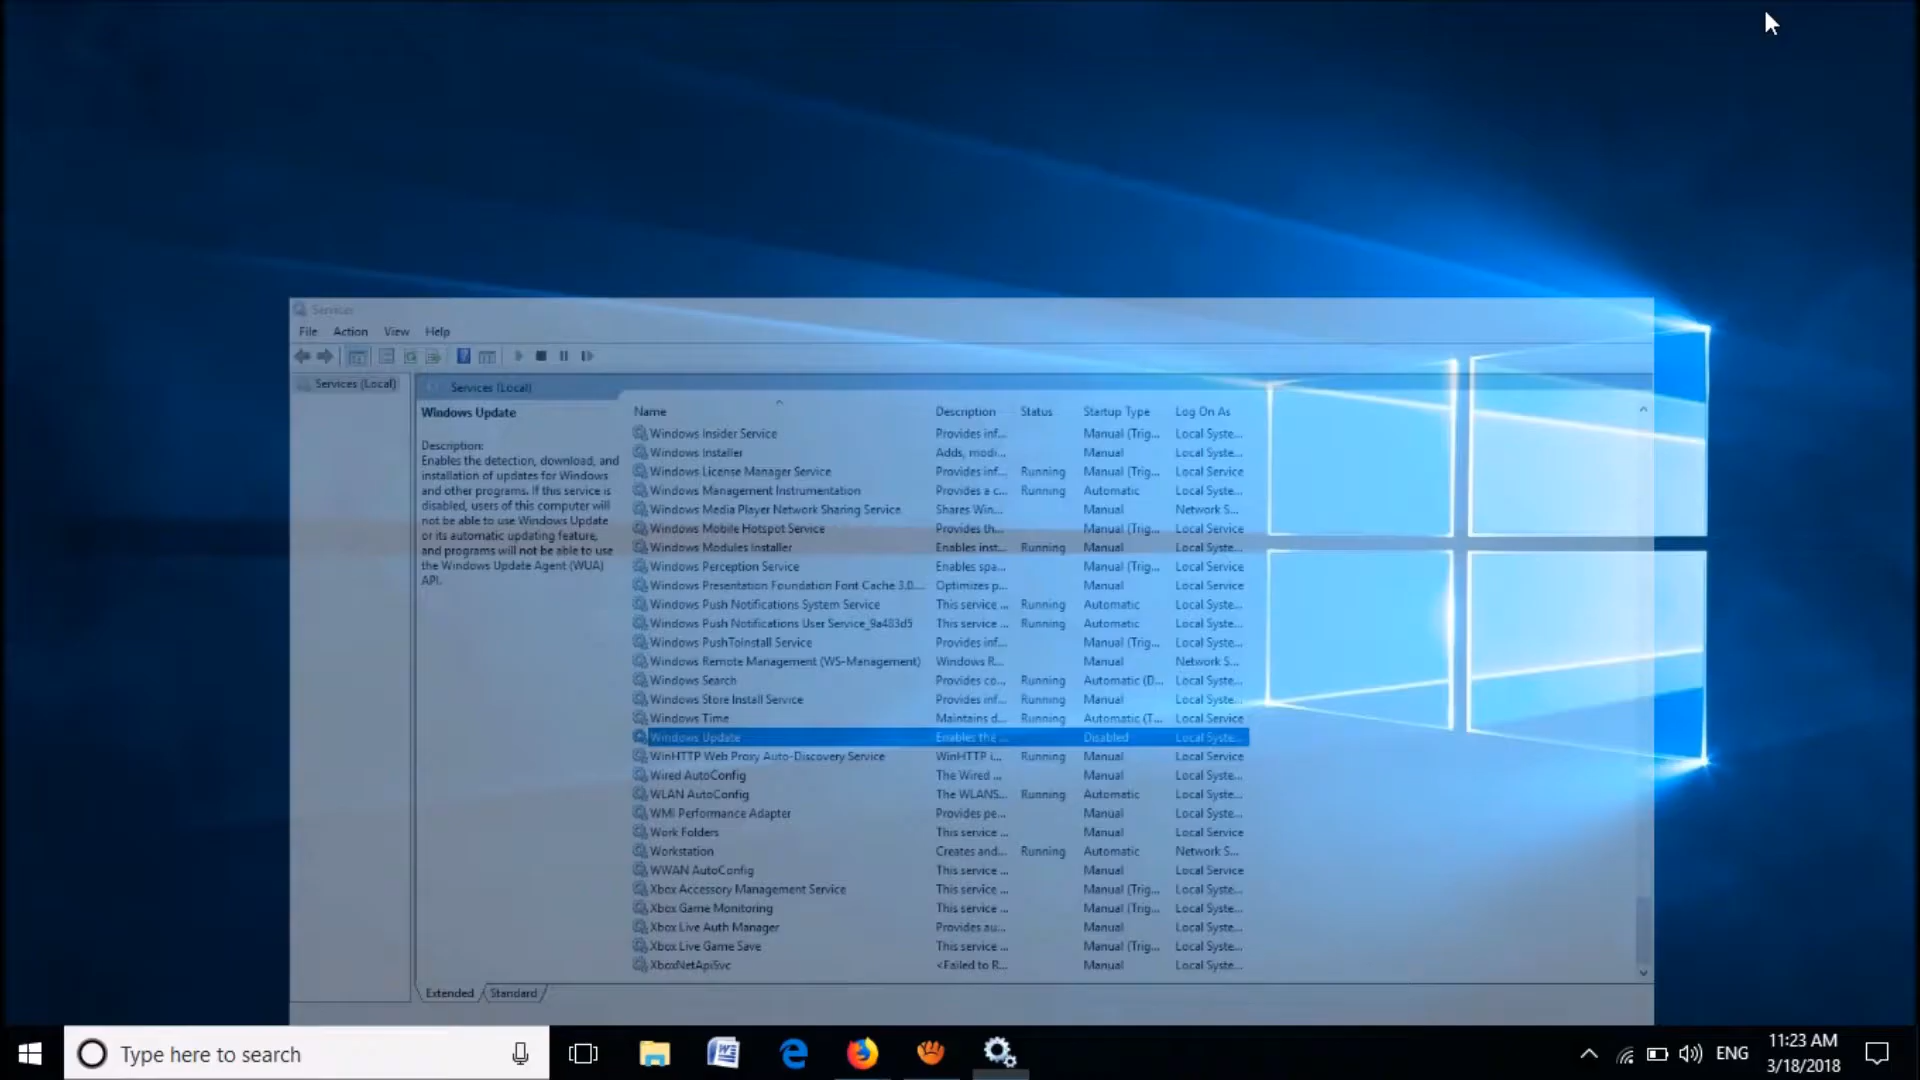 Services
File Action View Help
Services (Local)
Services (Local)
Windows Update
Description:
Enables the detection, download, and
installation of updates for Windows
and other programs. If this service is
disabled, users of this computer will
not be able to use Windows Update
or its automatic updating feature,
and programs will not be able to use
the Windows Update Agent (WUA)
API.
Name Description Status Startup Type Log On As
Windows Insider Service Provides inf... Manual (Trig... Local Syste...
Windows Installer Adds, modi... Manual Local Syste...
Windows License Manager Service Provides inf... Running Manual (Trig... Local Service
Windows Management Instrumentation Provides a c... Running Automatic Local Syste...
Windows Media Player Network Sharing Service Shares Win... Manual Network S...
Windows Mobile Hotspot Service Provides th... Manual (Trig... Local Service
Windows Modules Installer Enables inst... Running Manual Local Syste...
Windows Perception Service Enables spa... Manual (Trig... Local Service
Windows Presentation Foundation Font Cache 3.0.... Optimizes p... Manual Local Service
Windows Push Notifications System Service This service ... Running Automatic Local Syste...
Windows Push Notifications User Service_9a483d5 This service ... Running Automatic Local Syste...
Windows PushToInstall Service Provides inf... Manual (Trig... Local Syste...
Windows Remote Management (WS-Management) Windows R... Manual Network S...
Windows Search Provides co... Running Automatic (D... Local Syste...
Windows Store Install Service Provides inf... Running Manual Local Syste...
Windows Time Maintains d... Running Automatic (T... Local Service
Windows Update Enables the ... Disabled Local Syste...
WinHTTP Web Proxy Auto-Discovery Service WinHTTP i... Running Manual Local Service
Wired AutoConfig The Wired ... Manual Local Syste...
WLAN AutoConfig The WLANS... Running Automatic Local Syste...
WMI Performance Adapter Provides pe... Manual Local Syste...
Work Folders This service ... Manual Local Service
Workstation Creates and... Running Automatic Network S...
WWAN AutoConfig This service ... Manual Local Service
Xbox Accessory Management Service This service ... Manual (Trig... Local Syste...
Xbox Game Monitoring This service ... Manual (Trig... Local Syste...
Xbox Live Auth Manager Provides au... Manual Local Syste...
Xbox Live Game Save This service ... Manual (Trig... Local Syste...
XboxNetApiSvc <Failed to R... Manual Local Syste...
Extended Standard
Type here to search
ENG
11:23 AM
3/18/2018